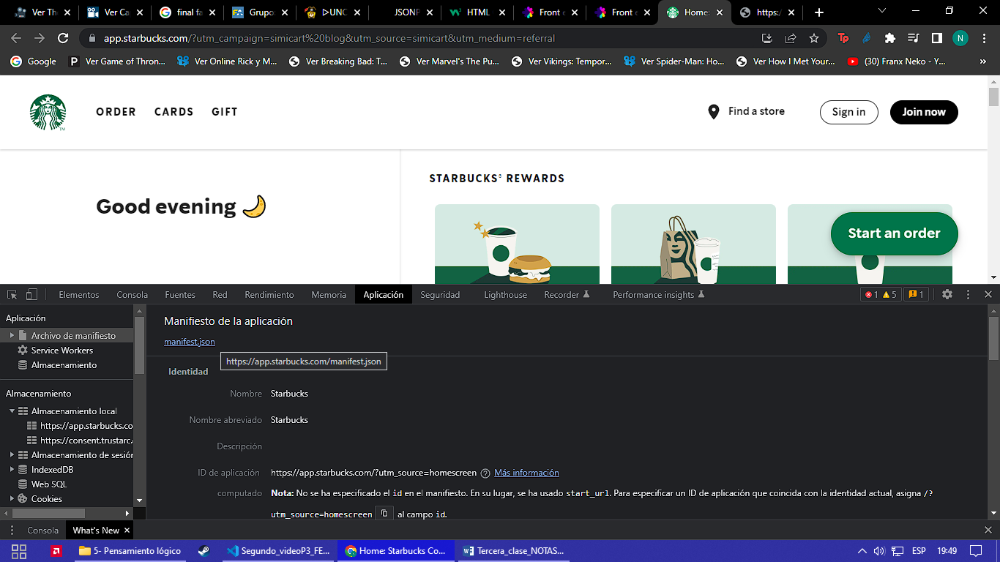 Ver Th
Ver Ca
final fa
Grupo
▷UNC
JSONP
HTML
Front e
Front e
Home:
https:/
app.starbucks.com/?utm_campaign=simicart%20blog&utm_source=simicart&utm_medium=referral
Tp
N
Google
Ver Game of Thron...
Ver Online Rick y M...
Ver Breaking Bad: T...
Ver Marvel's The Pu...
Ver Vikings: Tempor...
Ver Spider-Man: Ho...
Ver How I Met Your...
(30) Franx Neko - Y...
»
ORDER CARDS GIFT
Find a store
Sign in
Join now
TM
Good evening 🌙
STARBUCKS® REWARDS
Start an order
Elementos Consola Fuentes Red Rendimiento Memoria Aplicación Seguridad Lighthouse Recorder Performance insights
1 5 1
Aplicación
Archivo de manifiesto
Service Workers
Almacenamiento
Almacenamiento
Almacenamiento local
https://app.starbucks.co
https://consent.trustarc.
Almacenamiento de sesión
IndexedDB
Web SQL
Cookies
Manifiesto de la aplicación
manifest.json
https://app.starbucks.com/manifest.json
Identidad
Nombre Starbucks
Nombre abreviado Starbucks
Descripción
ID de aplicación https://app.starbucks.com/?utm_source=homescreen Más información
computado Nota: No se ha especificado el id en el manifiesto. En su lugar, se ha usado start_url. Para especificar un ID de aplicación que coincida con la identidad actual, asigna /?
utm_source=homescreen al campo id.
Consola What's New
5- Pensamiento lógico
Segundo_videoP3_FE...
Home: Starbucks Co...
Tercera_clase_NOTAS...
ESP 19:49